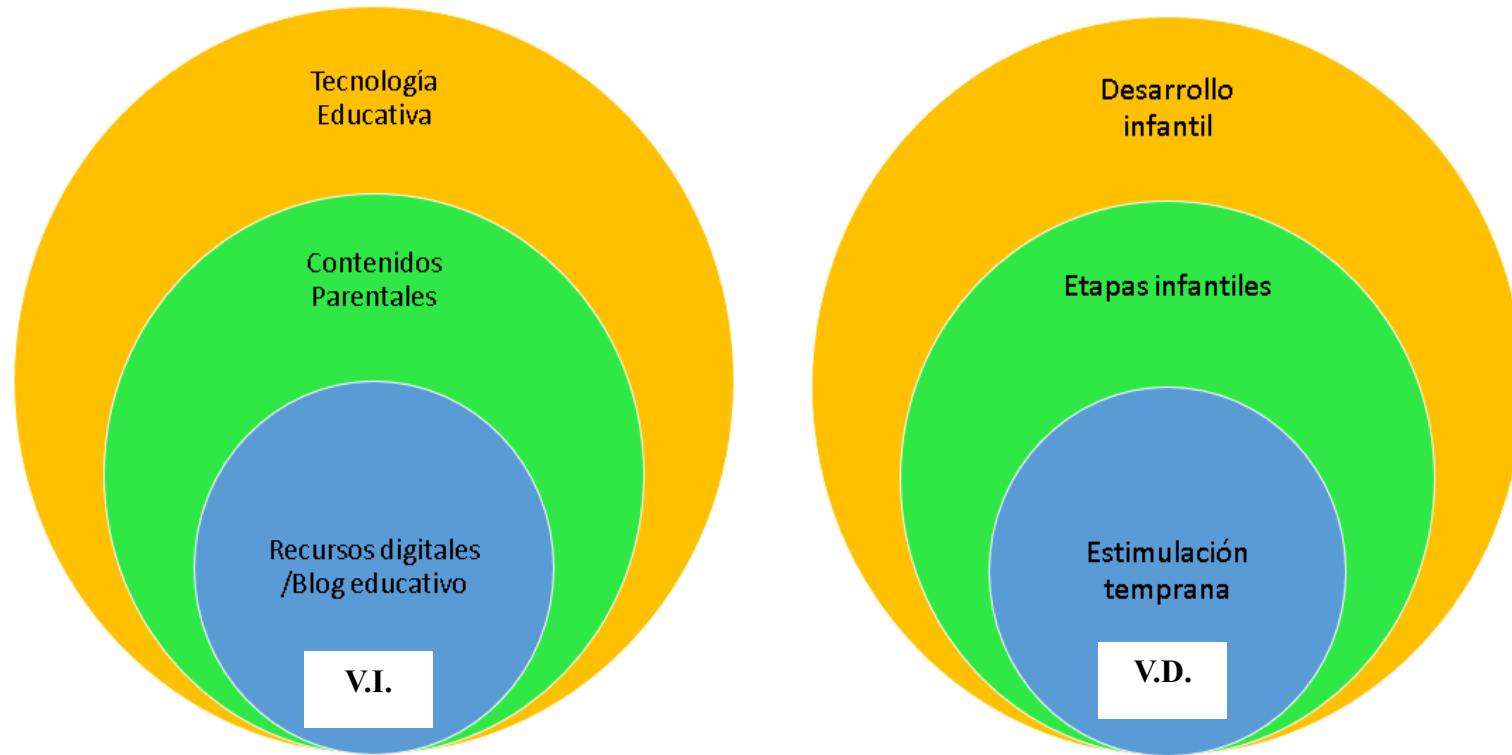 Tecnología
Educativa
Contenidos
Parentales
Recursos digitales
/Blog educativo
V.I.
Desarrollo
infantil
Etapas infantiles
Estimulación
temprana
V.D.